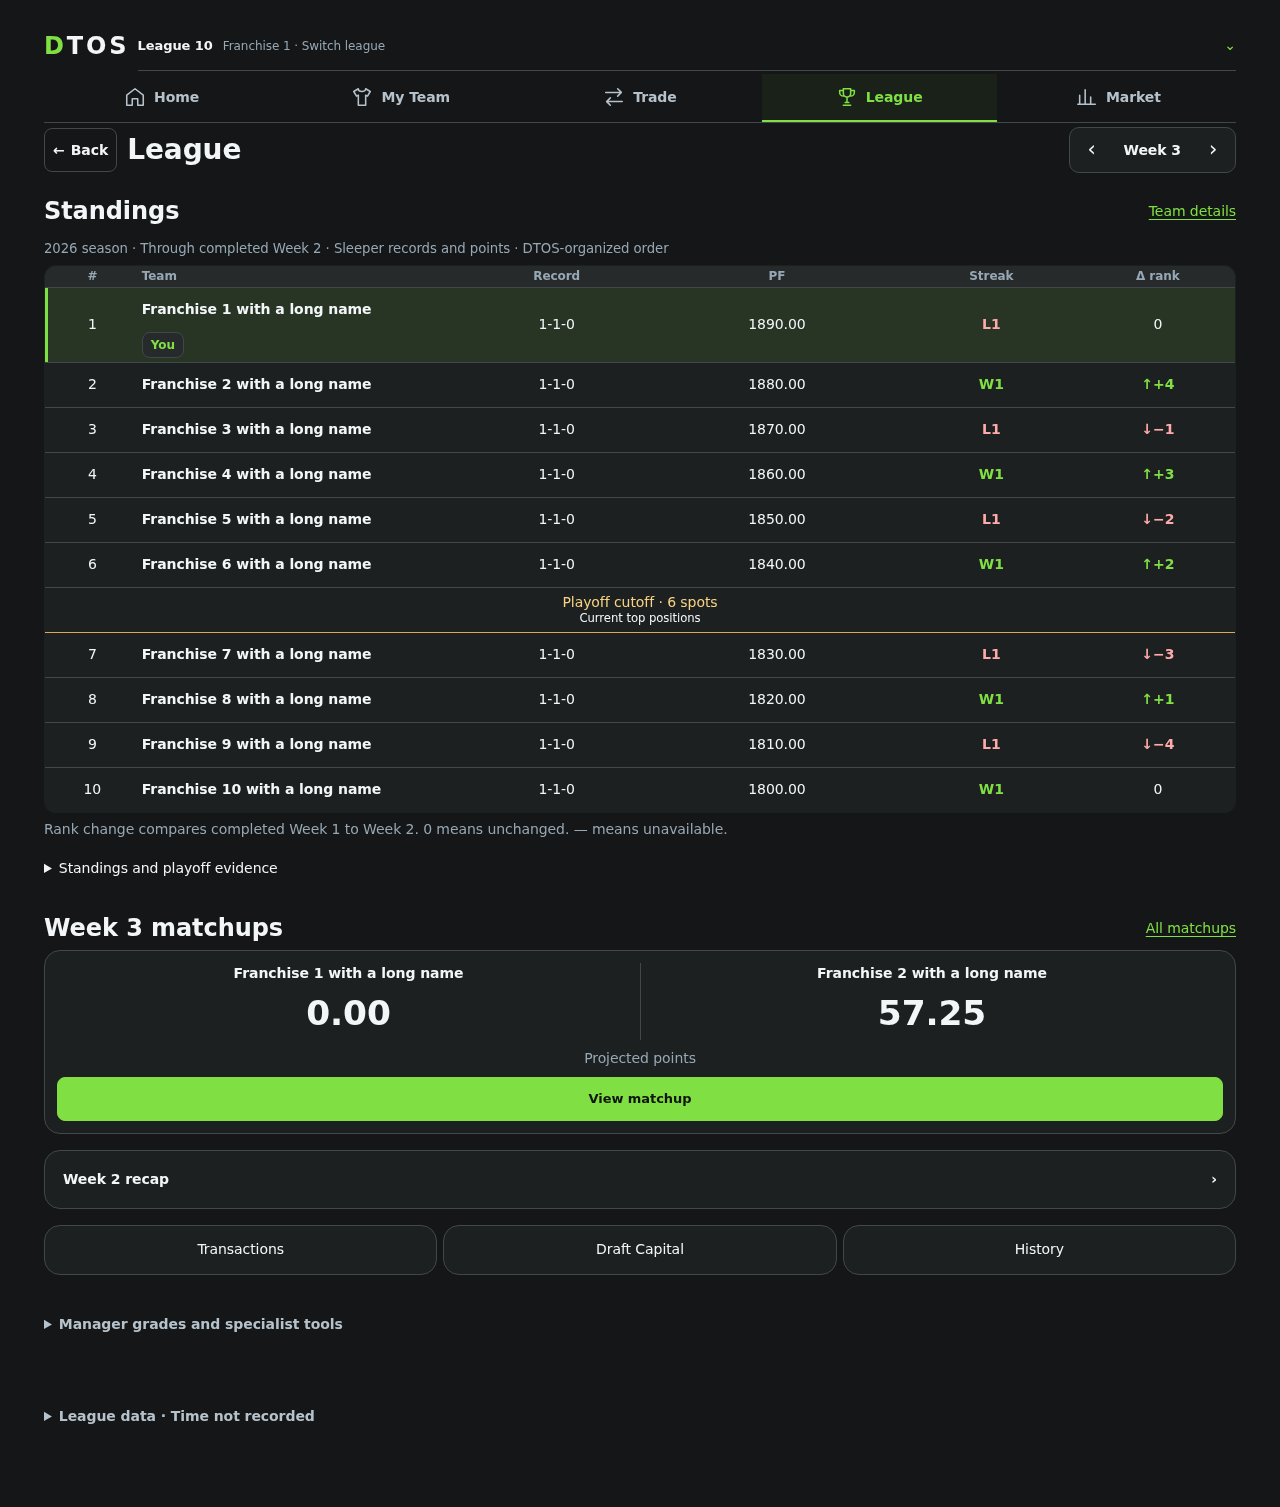 DTOS League 10 Franchise 1 · Switch league ⌄
Home My Team Trade League Market
← Back League ‹ Week 3 ›
Standings Team details
2026 season · Through completed Week 2 · Sleeper records and points · DTOS-organized order
# Team Record PF Streak Δ rank
1 Franchise 1 with a long name 1-1-0 1890.00 L1 0
You
2 Franchise 2 with a long name 1-1-0 1880.00 W1 ↑+4
3 Franchise 3 with a long name 1-1-0 1870.00 L1 ↓−1
4 Franchise 4 with a long name 1-1-0 1860.00 W1 ↑+3
5 Franchise 5 with a long name 1-1-0 1850.00 L1 ↓−2
6 Franchise 6 with a long name 1-1-0 1840.00 W1 ↑+2
Playoff cutoff · 6 spots
Current top positions
7 Franchise 7 with a long name 1-1-0 1830.00 L1 ↓−3
8 Franchise 8 with a long name 1-1-0 1820.00 W1 ↑+1
9 Franchise 9 with a long name 1-1-0 1810.00 L1 ↓−4
10 Franchise 10 with a long name 1-1-0 1800.00 W1 0
Rank change compares completed Week 1 to Week 2. 0 means unchanged. — means unavailable.
▶ Standings and playoff evidence
Week 3 matchups All matchups
Franchise 1 with a long name Franchise 2 with a long name
0.00 57.25
Projected points
View matchup
Week 2 recap ›
Transactions Draft Capital History
▶ Manager grades and specialist tools
▶ League data · Time not recorded